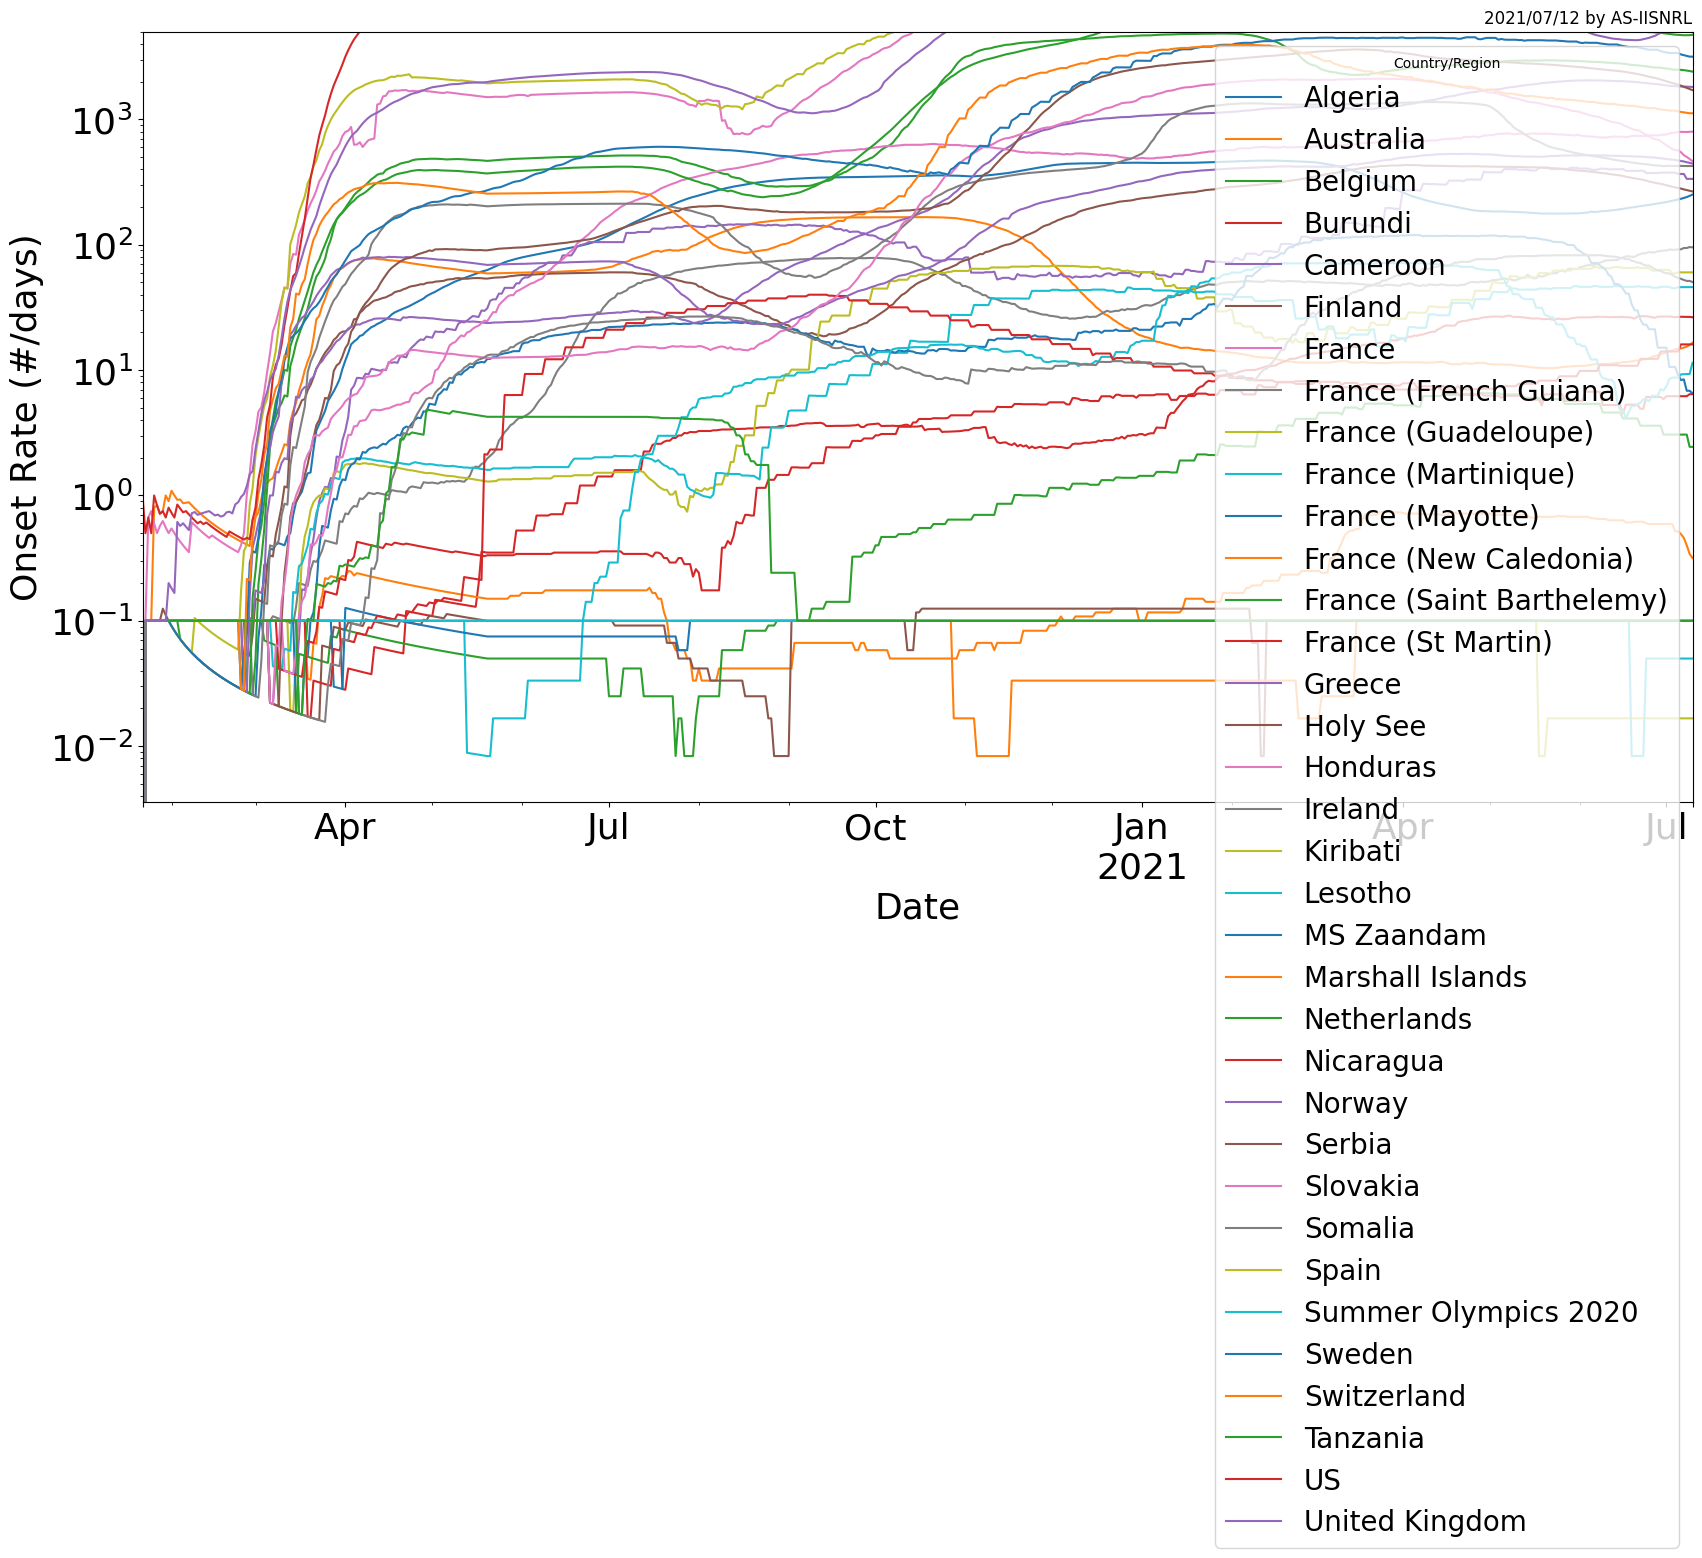 2021/07/12 by AS-IISNRL
Onset Rate (#/days)
10³
10²
10¹
10⁰
10⁻¹
10⁻²
Apr
Jul
Oct
Jan
2021
Apr
Jul
Date
Country/Region
Algeria
Australia
Belgium
Burundi
Cameroon
Finland
France
France (French Guiana)
France (Guadeloupe)
France (Martinique)
France (Mayotte)
France (New Caledonia)
France (Saint Barthelemy)
France (St Martin)
Greece
Holy See
Honduras
Ireland
Kiribati
Lesotho
MS Zaandam
Marshall Islands
Netherlands
Nicaragua
Norway
Serbia
Slovakia
Somalia
Spain
Summer Olympics 2020
Sweden
Switzerland
Tanzania
US
United Kingdom